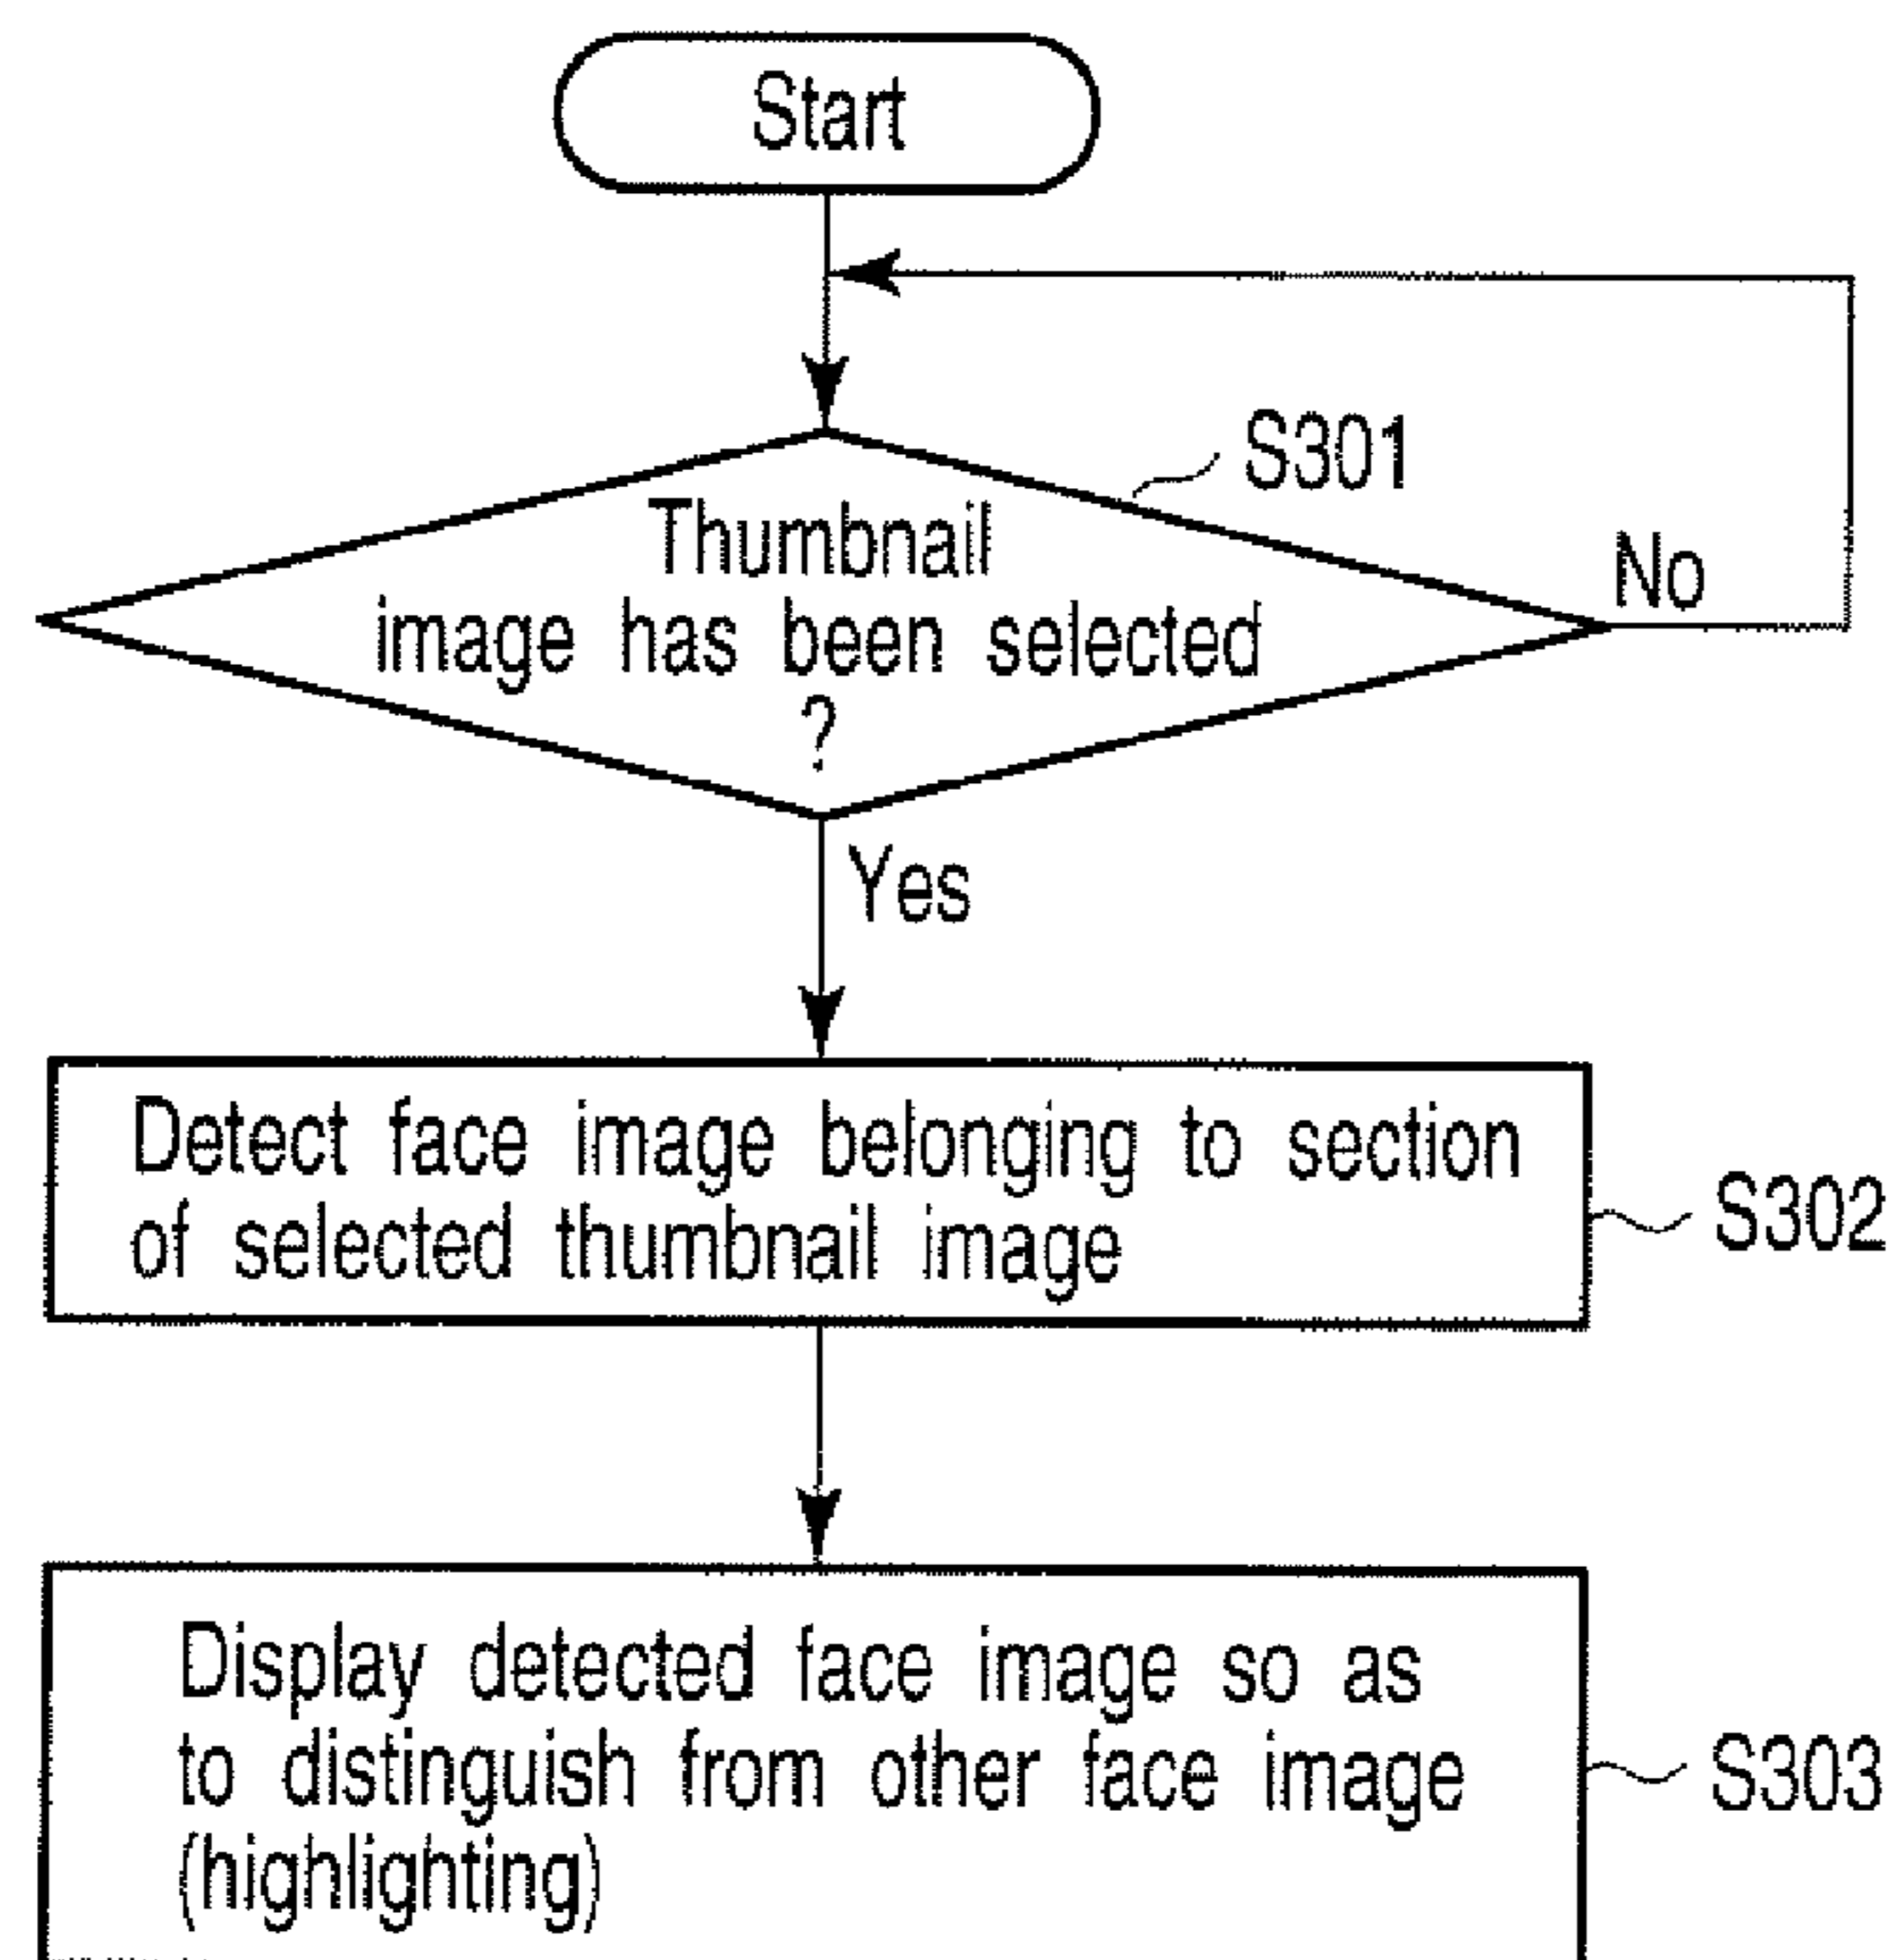 Start
S301
Thumbnail
image has been selected
?
No
Yes
Detect face image belonging to section
of selected thumbnail image
S302
Display detected face image so as
to distinguish from other face image
(highlighting)
S303